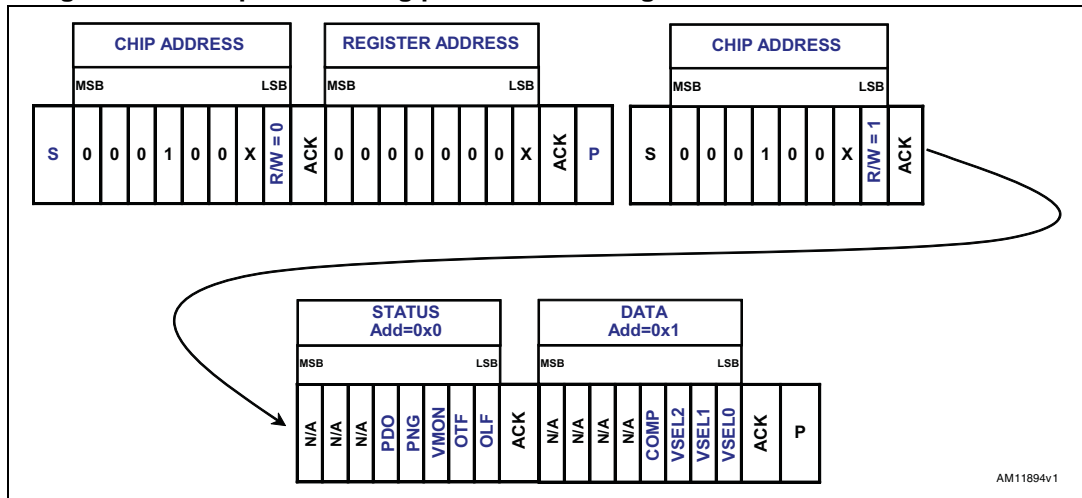 CHIP ADDRESS REGISTER ADDRESS CHIP ADDRESS
MSB LSB MSB LSB MSB LSB
S 0 0 0 1 0 0 X R/W = 0 ACK 0 0 0 0 0 0 0 X ACK P S 0 0 0 1 0 0 X R/W = 1 ACK
STATUS DATA
Add=0x0 Add=0x1
MSB LSB MSB LSB
N/A N/A N/A PDO PNG VMON OTF OLF ACK N/A N/A N/A N/A COMP VSEL2 VSEL1 VSEL0 ACK P
AM11894v1